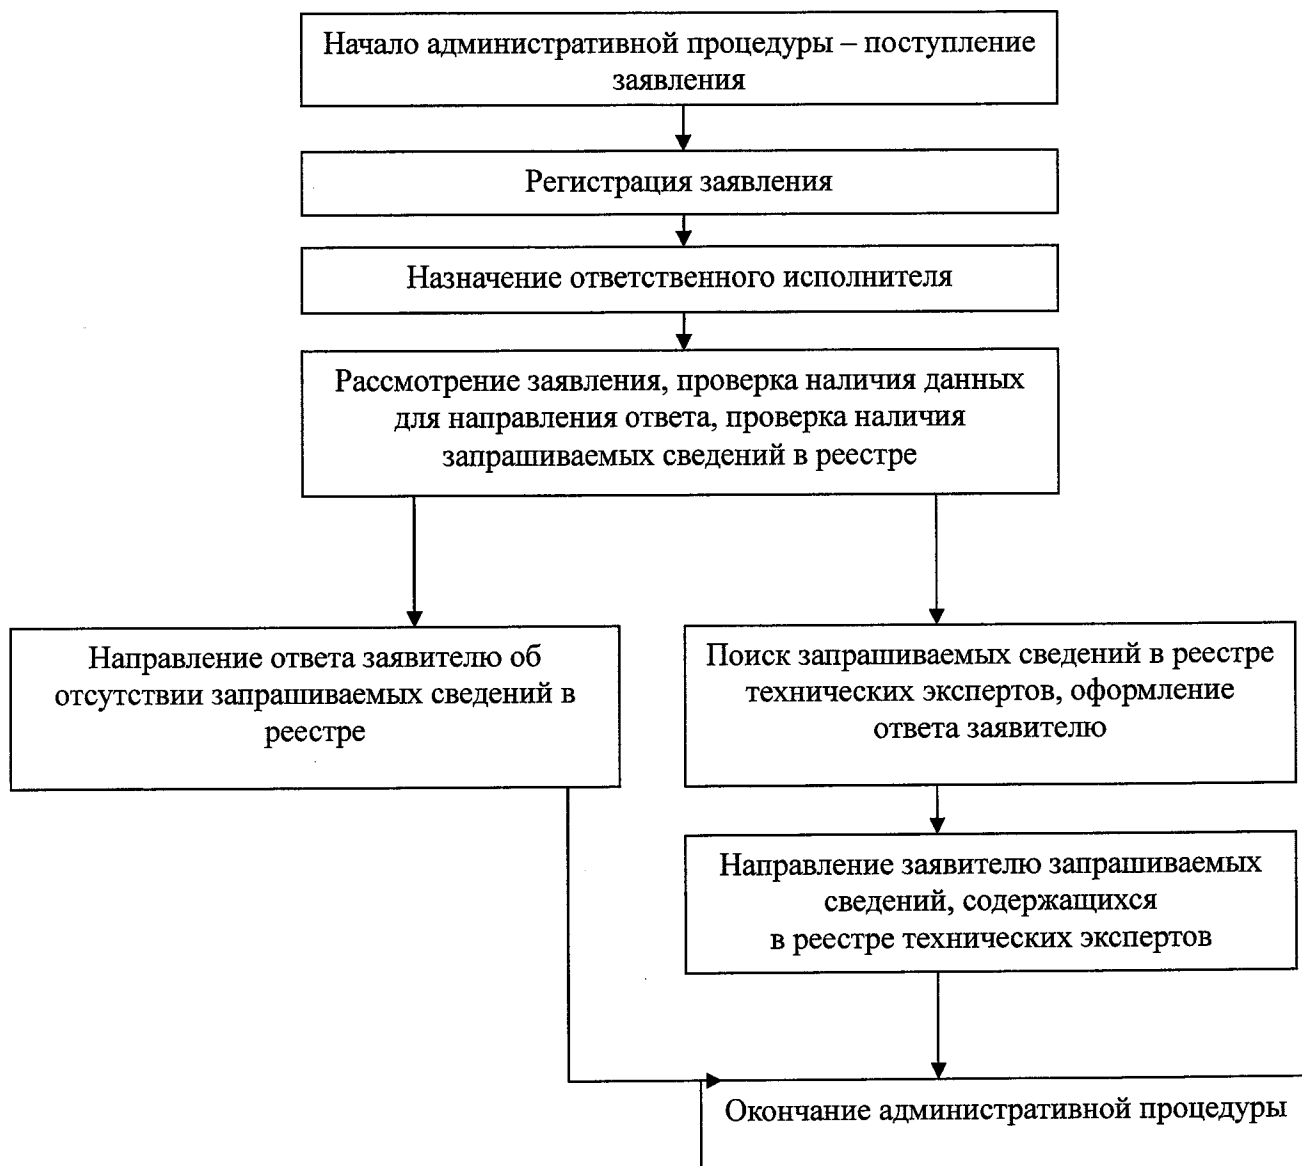 Начало административной процедуры – поступление
заявления
Регистрация заявления
Назначение ответственного исполнителя
Рассмотрение заявления, проверка наличия данных
для направления ответа, проверка наличия
запрашиваемых сведений в реестре
Направление ответа заявителю об
отсутствии запрашиваемых сведений в
реестре
Поиск запрашиваемых сведений в реестре
технических экспертов, оформление
ответа заявителю
Направление заявителю запрашиваемых
сведений, содержащихся
в реестре технических экспертов
Окончание административной процедуры